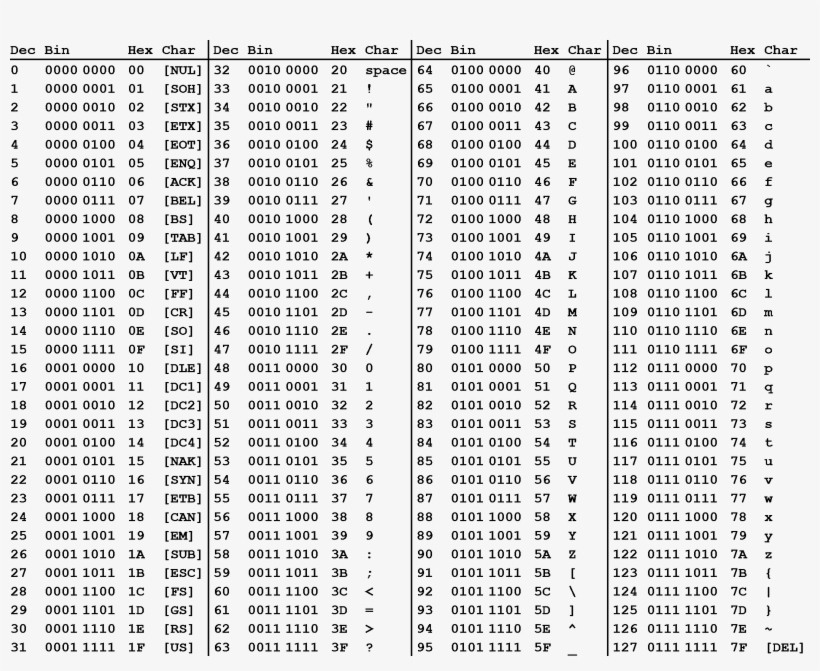 Dec Bin Hex Char Dec Bin Hex Char Dec Bin Hex Char Dec Bin Hex Char
0 0000 0000 00 [NUL] 32 0010 0000 20 space 64 0100 0000 40 @ 96 0110 0000 60 `
1 0000 0001 01 [SOH] 33 0010 0001 21 ! 65 0100 0001 41 A 97 0110 0001 61 a
2 0000 0010 02 [STX] 34 0010 0010 22 " 66 0100 0010 42 B 98 0110 0010 62 b
3 0000 0011 03 [ETX] 35 0010 0011 23 # 67 0100 0011 43 C 99 0110 0011 63 c
4 0000 0100 04 [EOT] 36 0010 0100 24 $ 68 0100 0100 44 D 100 0110 0100 64 d
5 0000 0101 05 [ENQ] 37 0010 0101 25 % 69 0100 0101 45 E 101 0110 0101 65 e
6 0000 0110 06 [ACK] 38 0010 0110 26 & 70 0100 0110 46 F 102 0110 0110 66 f
7 0000 0111 07 [BEL] 39 0010 0111 27 ' 71 0100 0111 47 G 103 0110 0111 67 g
8 0000 1000 08 [BS] 40 0010 1000 28 ( 72 0100 1000 48 H 104 0110 1000 68 h
9 0000 1001 09 [TAB] 41 0010 1001 29 ) 73 0100 1001 49 I 105 0110 1001 69 i
10 0000 1010 0A [LF] 42 0010 1010 2A * 74 0100 1010 4A J 106 0110 1010 6A j
11 0000 1011 0B [VT] 43 0010 1011 2B + 75 0100 1011 4B K 107 0110 1011 6B k
12 0000 1100 0C [FF] 44 0010 1100 2C , 76 0100 1100 4C L 108 0110 1100 6C l
13 0000 1101 0D [CR] 45 0010 1101 2D - 77 0100 1101 4D M 109 0110 1101 6D m
14 0000 1110 0E [SO] 46 0010 1110 2E . 78 0100 1110 4E N 110 0110 1110 6E n
15 0000 1111 0F [SI] 47 0010 1111 2F / 79 0100 1111 4F O 111 0110 1111 6F o
16 0001 0000 10 [DLE] 48 0011 0000 30 0 80 0101 0000 50 P 112 0111 0000 70 p
17 0001 0001 11 [DC1] 49 0011 0001 31 1 81 0101 0001 51 Q 113 0111 0001 71 q
18 0001 0010 12 [DC2] 50 0011 0010 32 2 82 0101 0010 52 R 114 0111 0010 72 r
19 0001 0011 13 [DC3] 51 0011 0011 33 3 83 0101 0011 53 S 115 0111 0011 73 s
20 0001 0100 14 [DC4] 52 0011 0100 34 4 84 0101 0100 54 T 116 0111 0100 74 t
21 0001 0101 15 [NAK] 53 0011 0101 35 5 85 0101 0101 55 U 117 0111 0101 75 u
22 0001 0110 16 [SYN] 54 0011 0110 36 6 86 0101 0110 56 V 118 0111 0110 76 v
23 0001 0111 17 [ETB] 55 0011 0111 37 7 87 0101 0111 57 W 119 0111 0111 77 w
24 0001 1000 18 [CAN] 56 0011 1000 38 8 88 0101 1000 58 X 120 0111 1000 78 x
25 0001 1001 19 [EM] 57 0011 1001 39 9 89 0101 1001 59 Y 121 0111 1001 79 y
26 0001 1010 1A [SUB] 58 0011 1010 3A : 90 0101 1010 5A Z 122 0111 1010 7A z
27 0001 1011 1B [ESC] 59 0011 1011 3B ; 91 0101 1011 5B [ 123 0111 1011 7B {
28 0001 1100 1C [FS] 60 0011 1100 3C < 92 0101 1100 5C \ 124 0111 1100 7C |
29 0001 1101 1D [GS] 61 0011 1101 3D = 93 0101 1101 5D ] 125 0111 1101 7D }
30 0001 1110 1E [RS] 62 0011 1110 3E > 94 0101 1110 5E ^ 126 0111 1110 7E ~
31 0001 1111 1F [US] 63 0011 1111 3F ? 95 0101 1111 5F _ 127 0111 1111 7F [DEL]